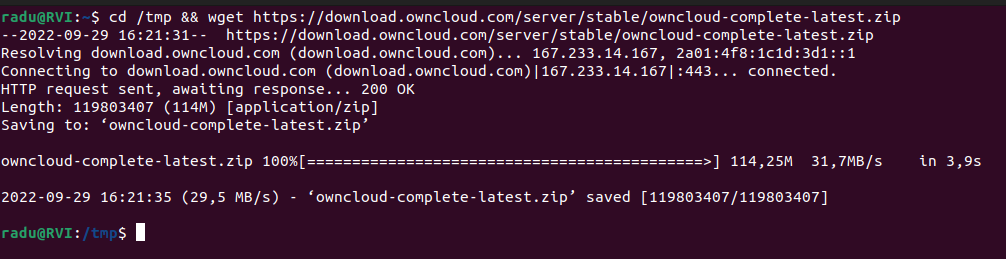 radu@RVI:~$ cd /tmp && wget https://download.owncloud.com/server/stable/owncloud-complete-latest.zip
--2022-09-29 16:21:31--  https://download.owncloud.com/server/stable/owncloud-complete-latest.zip
Resolving download.owncloud.com (download.owncloud.com)... 167.233.14.167, 2a01:4f8:1c1d:3d1::1
Connecting to download.owncloud.com (download.owncloud.com)|167.233.14.167|:443... connected.
HTTP request sent, awaiting response... 200 OK
Length: 119803407 (114M) [application/zip]
Saving to: ‘owncloud-complete-latest.zip’
owncloud-complete-latest.zip 100%[============================================>] 114,25M  31,7MB/s    in 3,9s
2022-09-29 16:21:35 (29,5 MB/s) - ‘owncloud-complete-latest.zip’ saved [119803407/119803407]
radu@RVI:/tmp$